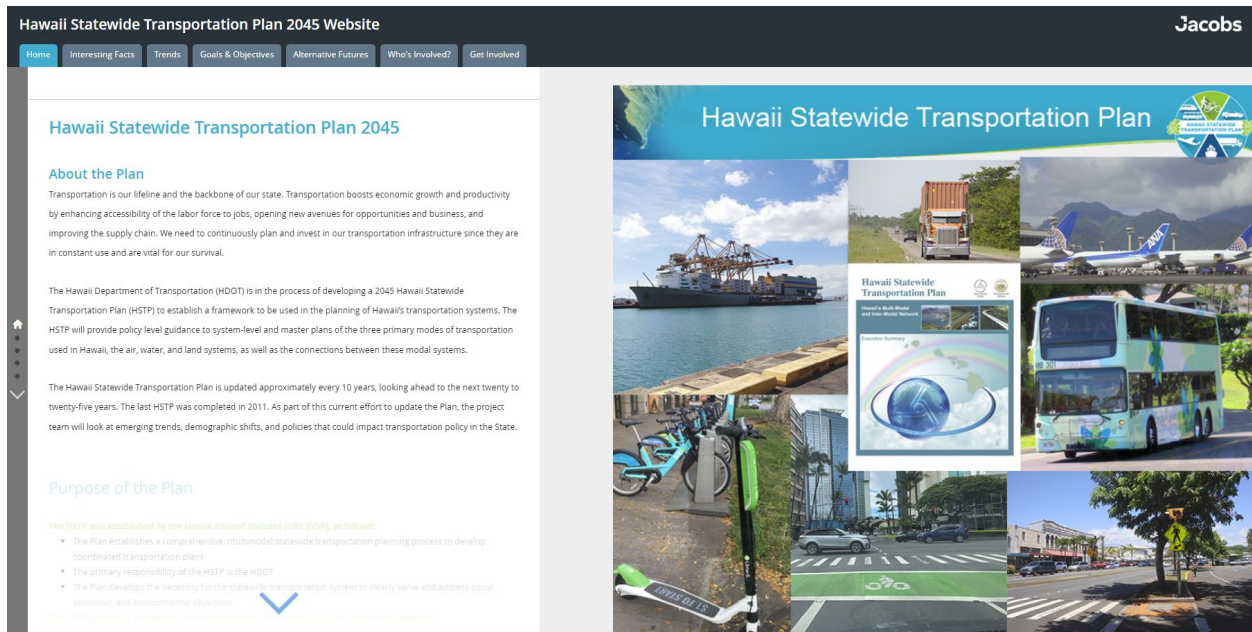 Hawaii Statewide Transportation Plan 2045 Website
Jacobs
Home
Interesting Facts
Trends
Goals & Objectives
Alternative Futures
Who's Involved?
Get Involved
Hawaii Statewide Transportation Plan 2045
About the Plan
Transportation is our lifeline and the backbone of our state. Transportation boosts economic growth and productivity
by enhancing accessibility of the labor force to jobs, opening new avenues for opportunities and business, and
improving the supply chain. We need to continuously plan and invest in our transportation infrastructure since they are
in constant use and are vital for our survival.
The Hawaii Department of Transportation (HDOT) is in the process of developing a 2045 Hawaii Statewide
Transportation Plan (HSTP) to establish a framework to be used in the planning of Hawaii's transportation systems. The
HSTP will provide policy level guidance to system-level and master plans of the three primary modes of transportation
used in Hawaii, the air, water, and land systems, as well as the connections between these modal systems.
The Hawaii Statewide Transportation Plan is updated approximately every 10 years, looking ahead to the next twenty to
twenty-five years. The last HSTP was completed in 2011. As part of this current effort to update the Plan, the project
team will look at emerging trends, demographic shifts, and policies that could impact transportation policy in the State.
Purpose of the Plan
The HSTP was established by the Hawaii Revised Statutes (HRS 279A), as follows:
The Plan establishes a comprehensive, multimodal statewide transportation planning process to develop
coordinated transportation plans
The primary responsibility of the HSTP is the HDOT
The Plan develops the necessity for the statewide transportation system to clearly serve and address social,
economic, and environmental objectives
Hawaii Statewide Transportation Plan
HAWAII STATEWIDE
TRANSPORTATION PLAN
ANA
Hawaii Statewide
Transportation Plan
Hawaii's Multi-Modal
and Inter-Modal Network
Executive Summary
301
Lime
$1 TO START